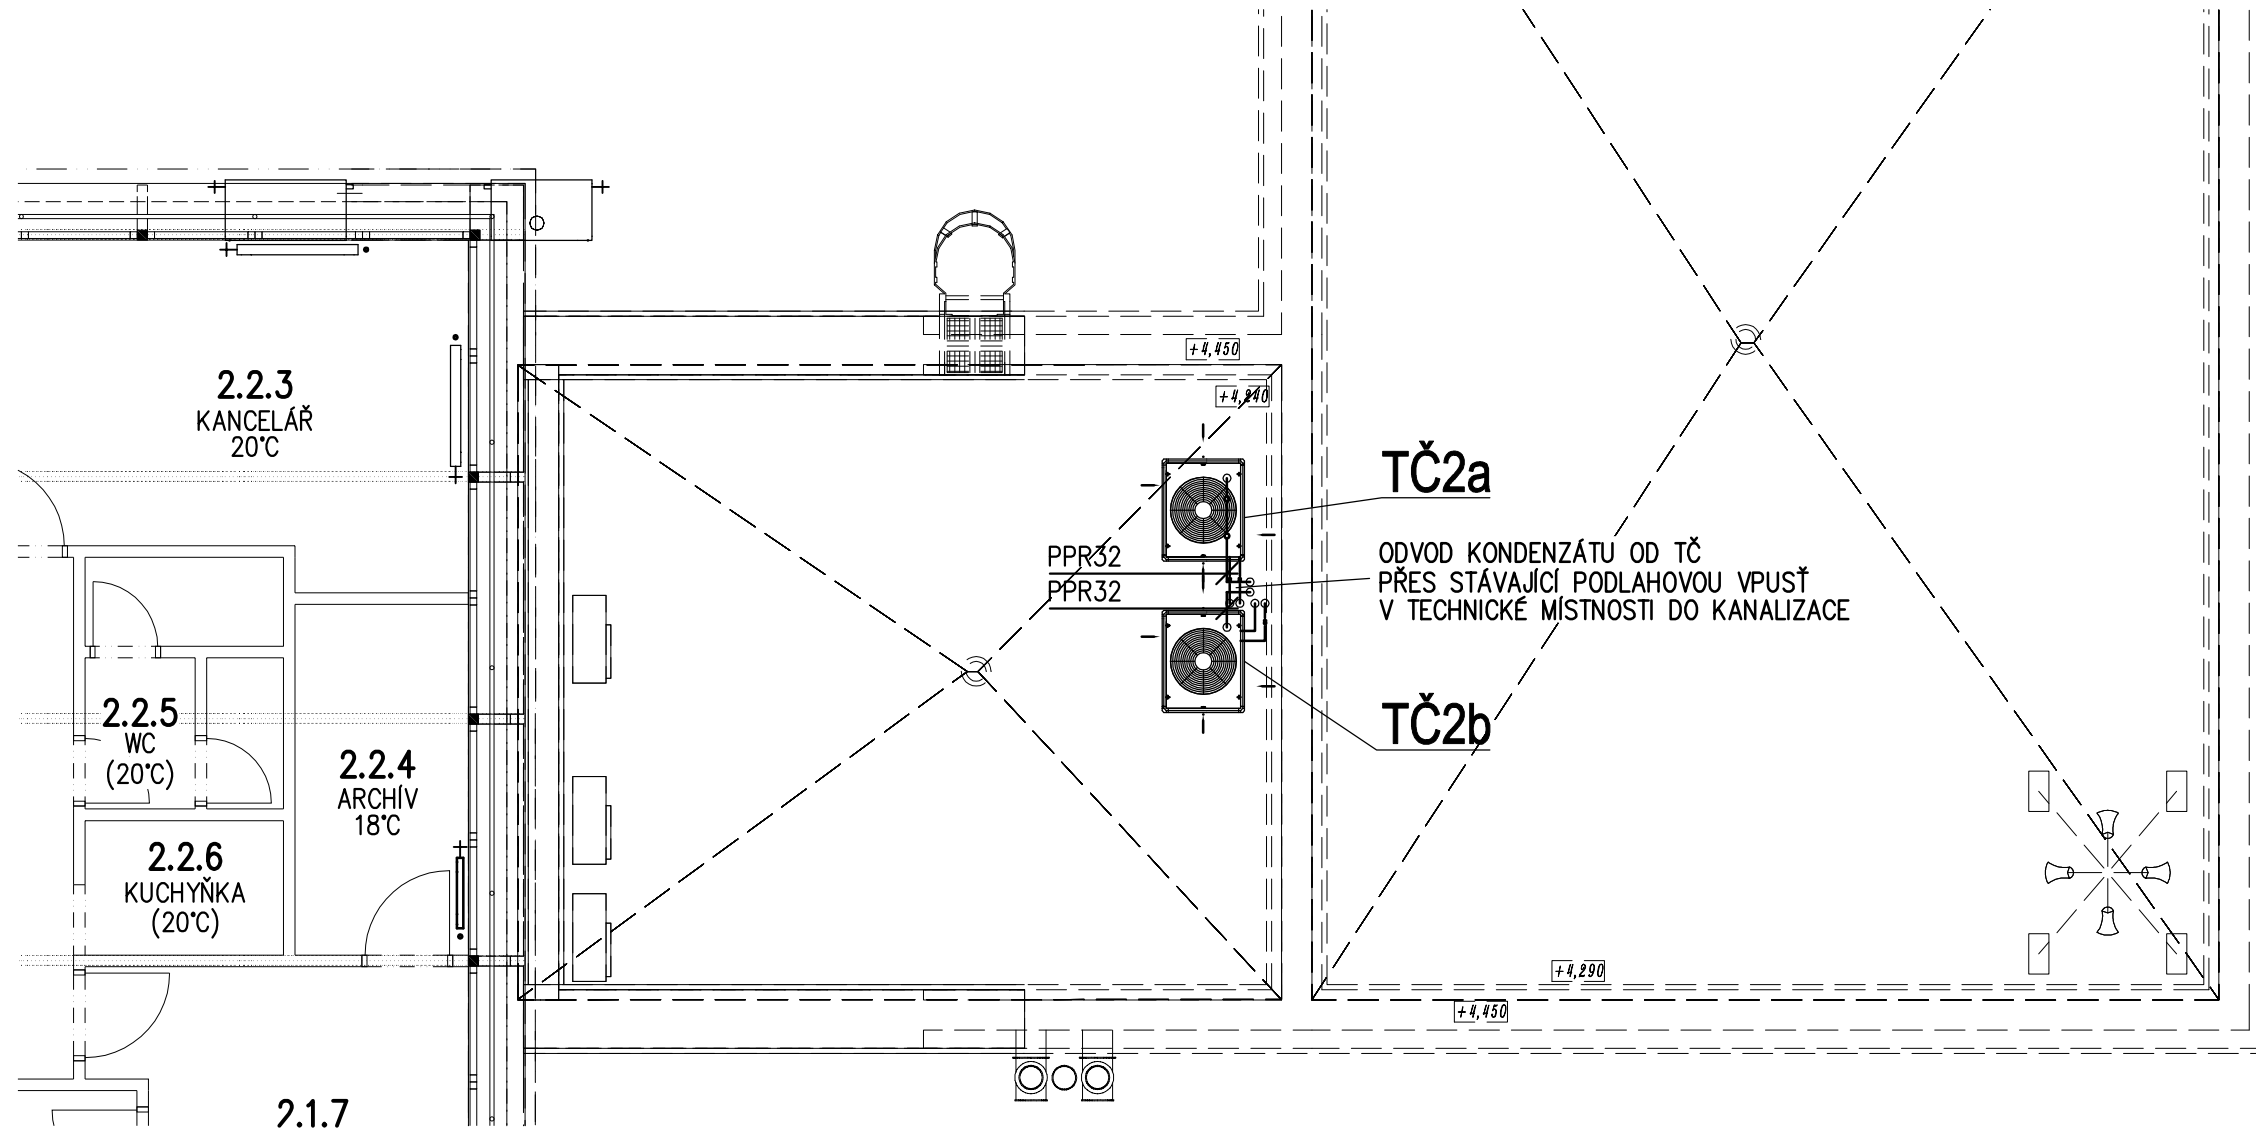 +4,450
2.2.3
KANCELÁŘ
20°C
+4,240
TČ2a
PPR32
PPR32
ODVOD KONDENZÁTU OD TČ
PŘES STÁVAJÍCÍ PODLAHOVOU VPUSŤ
V TECHNICKÉ MÍSTNOSTI DO KANALIZACE
TČ2b
2.2.5
WC
(20°C)
2.2.4
ARCHÍV
18°C
2.2.6
KUCHYŇKA
(20°C)
+4,290
+4,450
2.1.7